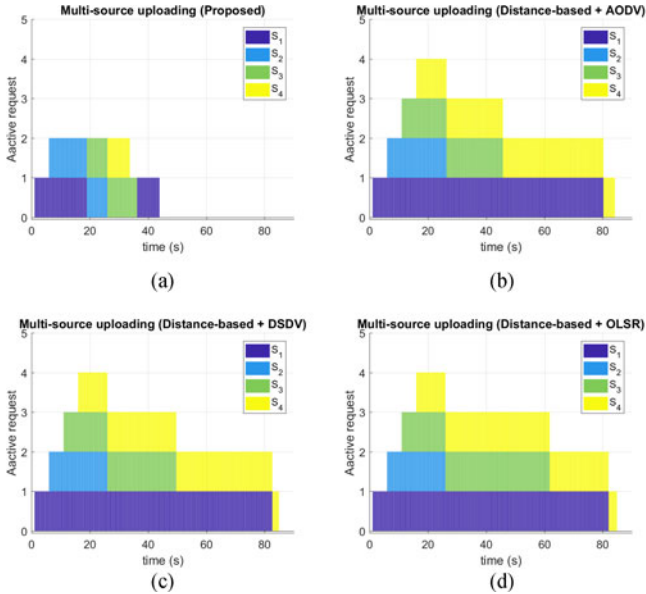 Multi-source uploading (Proposed)
Aactive request
5
4
3
2
1
0
S1
S2
S3
S4
0 20 40 60 80
time (s)
(a)
Multi-source uploading (Distance-based + AODV)
Aactive request
5
4
3
2
1
0
S1
S2
S3
S4
0 20 40 60 80
time (s)
(b)
Multi-source uploading (Distance-based + DSDV)
Aactive request
5
4
3
2
1
0
S1
S2
S3
S4
0 20 40 60 80
time (s)
(c)
Multi-source uploading (Distance-based + OLSR)
Aactive request
5
4
3
2
1
0
S1
S2
S3
S4
0 20 40 60 80
time (s)
(d)